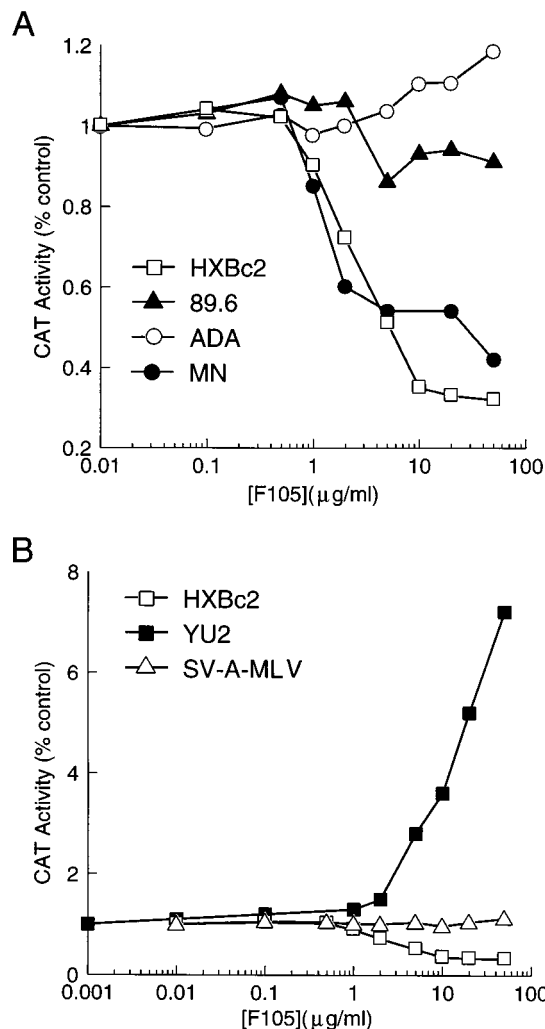 A
1.2
1
0.8
0.6
0.4
0.2
CAT Activity (% control)
HXBc2
89.6
ADA
MN
0.01 0.1 1 10 100
[F105](μg/ml)
B
8
6
4
2
0
CAT Activity (% control)
HXBc2
YU2
SV-A-MLV
0.001 0.01 0.1 1 10 100
[F105](μg/ml)